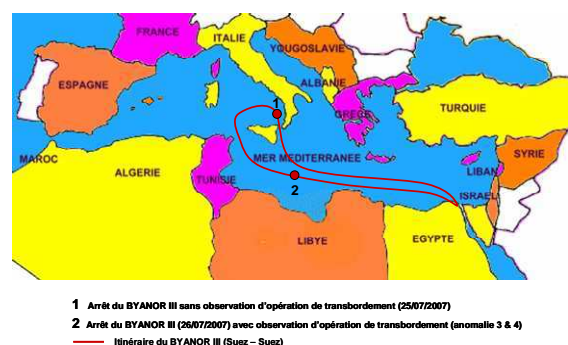 FRANCE
ITALIE
YOUGOSLAVIE
ESPAGNE
ALBANIE
GRECE
TURQUIE
1
MAROC
ALGERIE
TUNISIE
MER MEDITERRANEE
2
SYRIE
LIBAN
ISRAEL
LIBYE
EGYPTE
1 Arrêt du BYANOR III sans observation d'opération de transbordement (25/07/2007)
2 Arrêt du BYANOR III (26/07/2007) avec observation d'opération de transbordement (anomalie 3 & 4)
Itinéraire du BYANOR III (Suez – Suez)